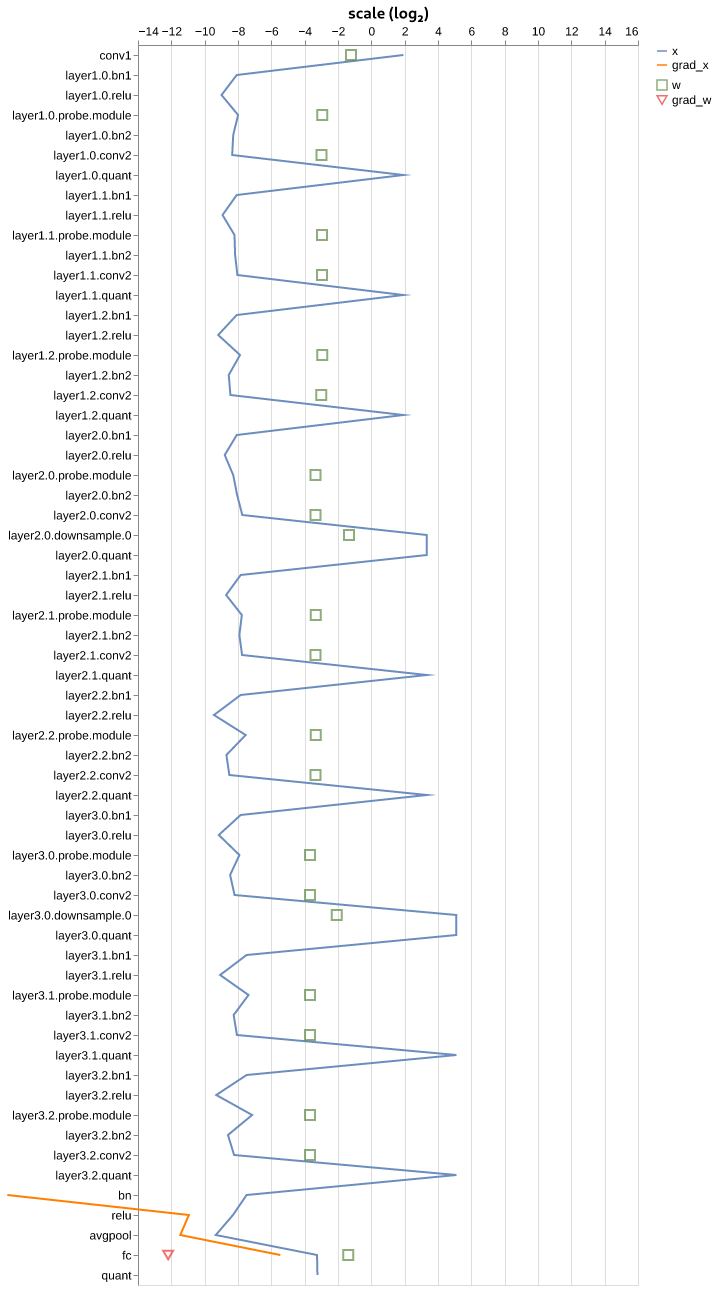 scale (log₂)
−14 −12 −10 −8 −6 −4 −2 0 2 4 6 8 10 12 14 16
x
grad_x
w
grad_w
conv1
layer1.0.bn1
layer1.0.relu
layer1.0.probe.module
layer1.0.bn2
layer1.0.conv2
layer1.0.quant
layer1.1.bn1
layer1.1.relu
layer1.1.probe.module
layer1.1.bn2
layer1.1.conv2
layer1.1.quant
layer1.2.bn1
layer1.2.relu
layer1.2.probe.module
layer1.2.bn2
layer1.2.conv2
layer1.2.quant
layer2.0.bn1
layer2.0.relu
layer2.0.probe.module
layer2.0.bn2
layer2.0.conv2
layer2.0.downsample.0
layer2.0.quant
layer2.1.bn1
layer2.1.relu
layer2.1.probe.module
layer2.1.bn2
layer2.1.conv2
layer2.1.quant
layer2.2.bn1
layer2.2.relu
layer2.2.probe.module
layer2.2.bn2
layer2.2.conv2
layer2.2.quant
layer3.0.bn1
layer3.0.relu
layer3.0.probe.module
layer3.0.bn2
layer3.0.conv2
layer3.0.downsample.0
layer3.0.quant
layer3.1.bn1
layer3.1.relu
layer3.1.probe.module
layer3.1.bn2
layer3.1.conv2
layer3.1.quant
layer3.2.bn1
layer3.2.relu
layer3.2.probe.module
layer3.2.bn2
layer3.2.conv2
layer3.2.quant
bn
relu
avgpool
fc
quant